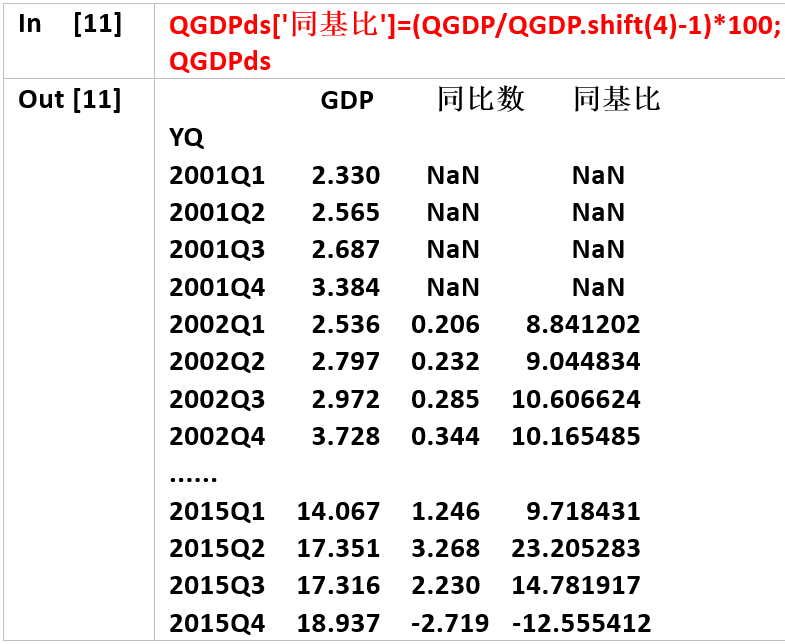 In [11] QGDPds['同基比']=(QGDP/QGDP.shift(4)-1)*100;
QGDPds
Out [11] GDP 同比数 同基比
YQ
2001Q1 2.330 NaN NaN
2001Q2 2.565 NaN NaN
2001Q3 2.687 NaN NaN
2001Q4 3.384 NaN NaN
2002Q1 2.536 0.206 8.841202
2002Q2 2.797 0.232 9.044834
2002Q3 2.972 0.285 10.606624
2002Q4 3.728 0.344 10.165485
......
2015Q1 14.067 1.246 9.718431
2015Q2 17.351 3.268 23.205283
2015Q3 17.316 2.230 14.781917
2015Q4 18.937 -2.719 -12.555412